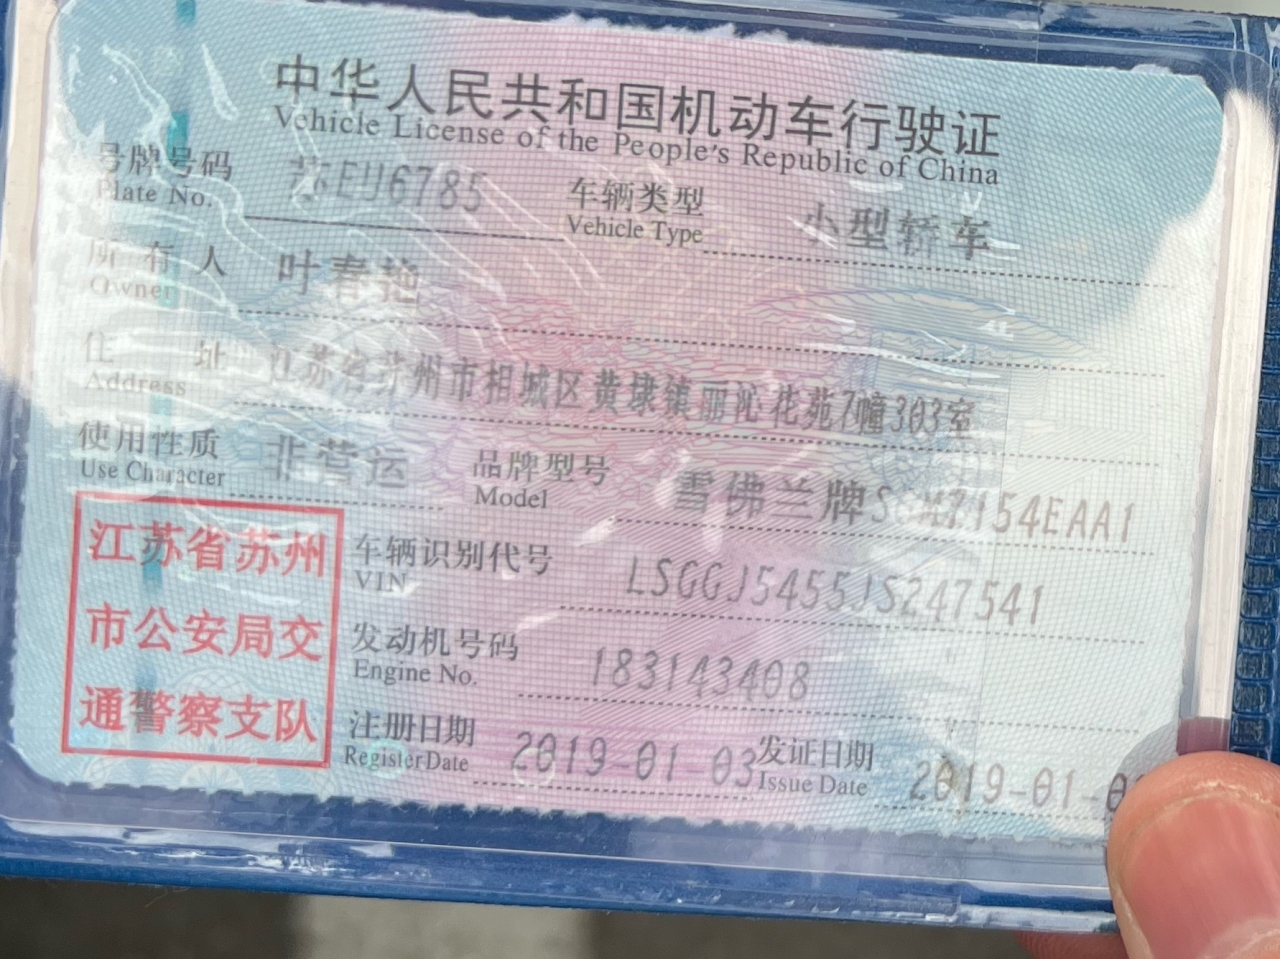 中华人民共和国机动车行驶证
Vehicle License of the People's Republic of China
号牌号码 苏EU6785 车辆类型 小型轿车
Plate No. Vehicle Type
所有人 叶春艳
Owner
住址 江苏省苏州市相城区黄埭镇丽沁花苑7幢303室
Address
使用性质 非营运 品牌型号 雪佛兰牌S 7154EAA1
Use Character Model
江苏省苏州
市公安局交
通警察支队
车辆识别代号 LSGGJ5455JS247541
VIN
发动机号码 183143408
Engine No.
注册日期 2019-01-03 发证日期 2019-01-0
Register Date Issue Date